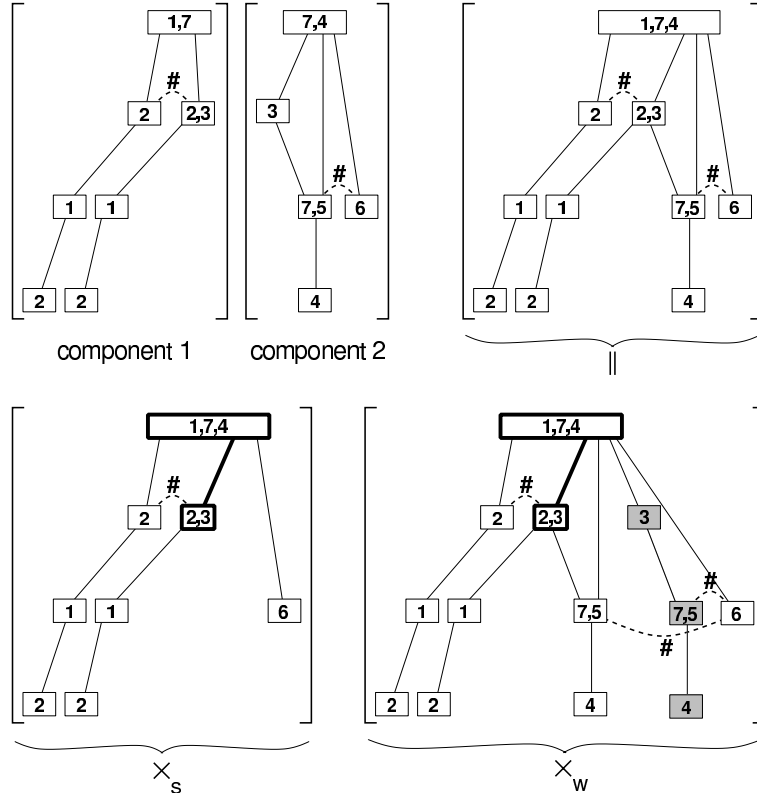 1,7 7,4 1,7,4
# #
2 2,3 3 2 2,3
# #
1 1 7,5 6 1 1 7,5 6
2 2 4 2 2 4
component 1 component 2 ||
1,7,4 1,7,4
# #
2 2,3 2 2,3 3
#
1 1 6 1 1 7,5 7,5 6
#
2 2 2 2 4 4
×s ×w